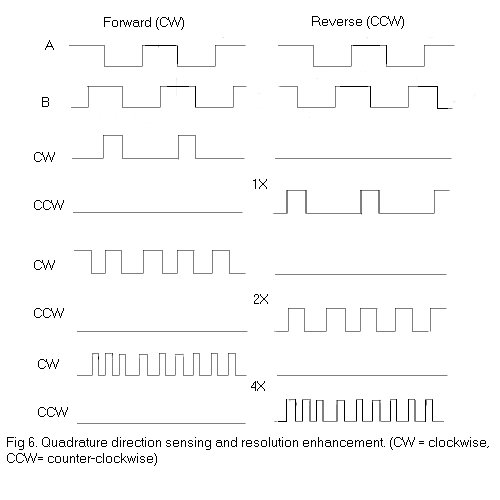 Forward (CW) Reverse (CCW)
A
B
CW
1X
CCW
CW
2X
CCW
CW
4X
CCW
Fig 6. Quadrature direction sensing and resolution enhancement. (CW = clockwise,
CCW= counter-clockwise)